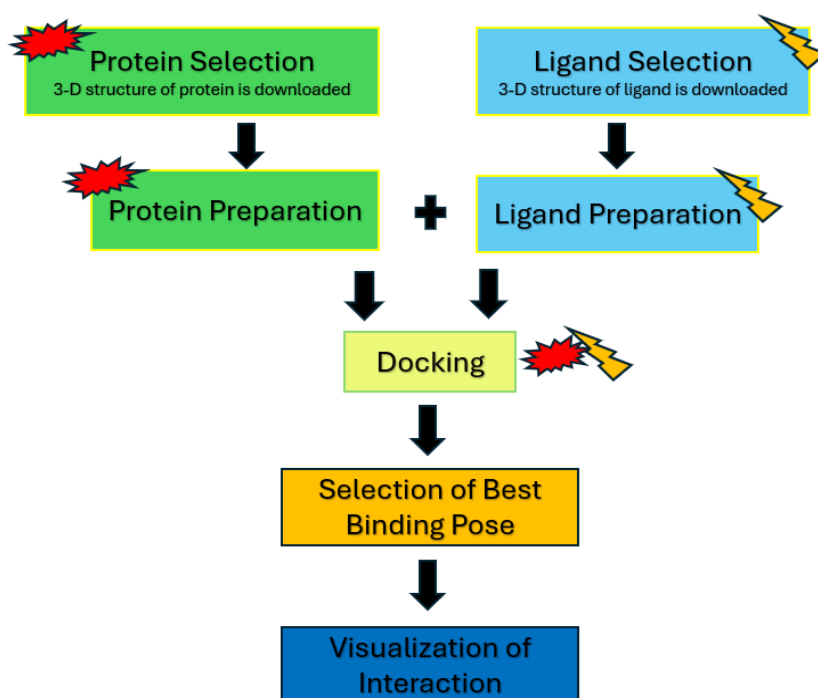 Protein Selection
3-D structure of protein is downloaded
Ligand Selection
3-D structure of ligand is downloaded
Protein Preparation
Ligand Preparation
Docking
Selection of Best
Binding Pose
Visualization of
Interaction